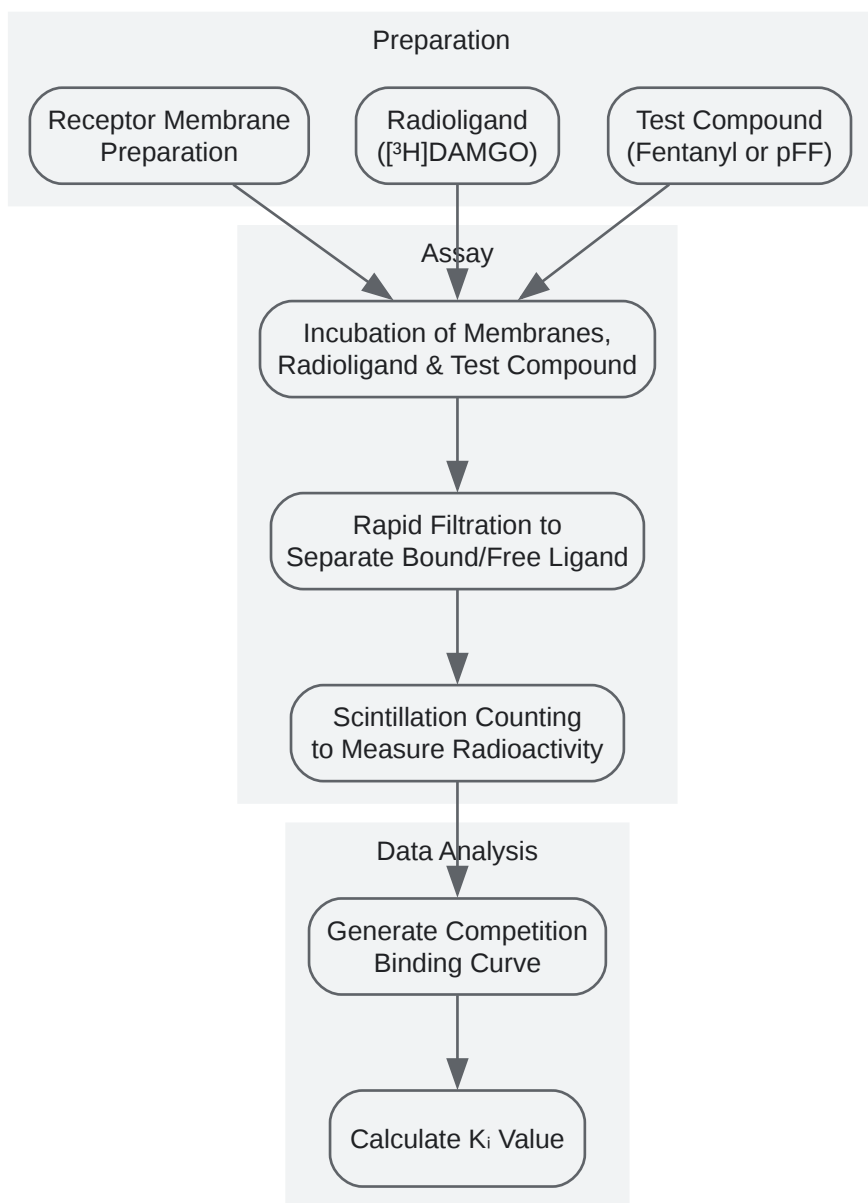 Preparation
Receptor Membrane
Preparation
Radioligand
([³H]DAMGO)
Test Compound
(Fentanyl or pFF)
Assay
Incubation of Membranes,
Radioligand & Test Compound
Rapid Filtration to
Separate Bound/Free Ligand
Scintillation Counting
to Measure Radioactivity
Data Analysis
Generate Competition
Binding Curve
Calculate Kᵢ Value